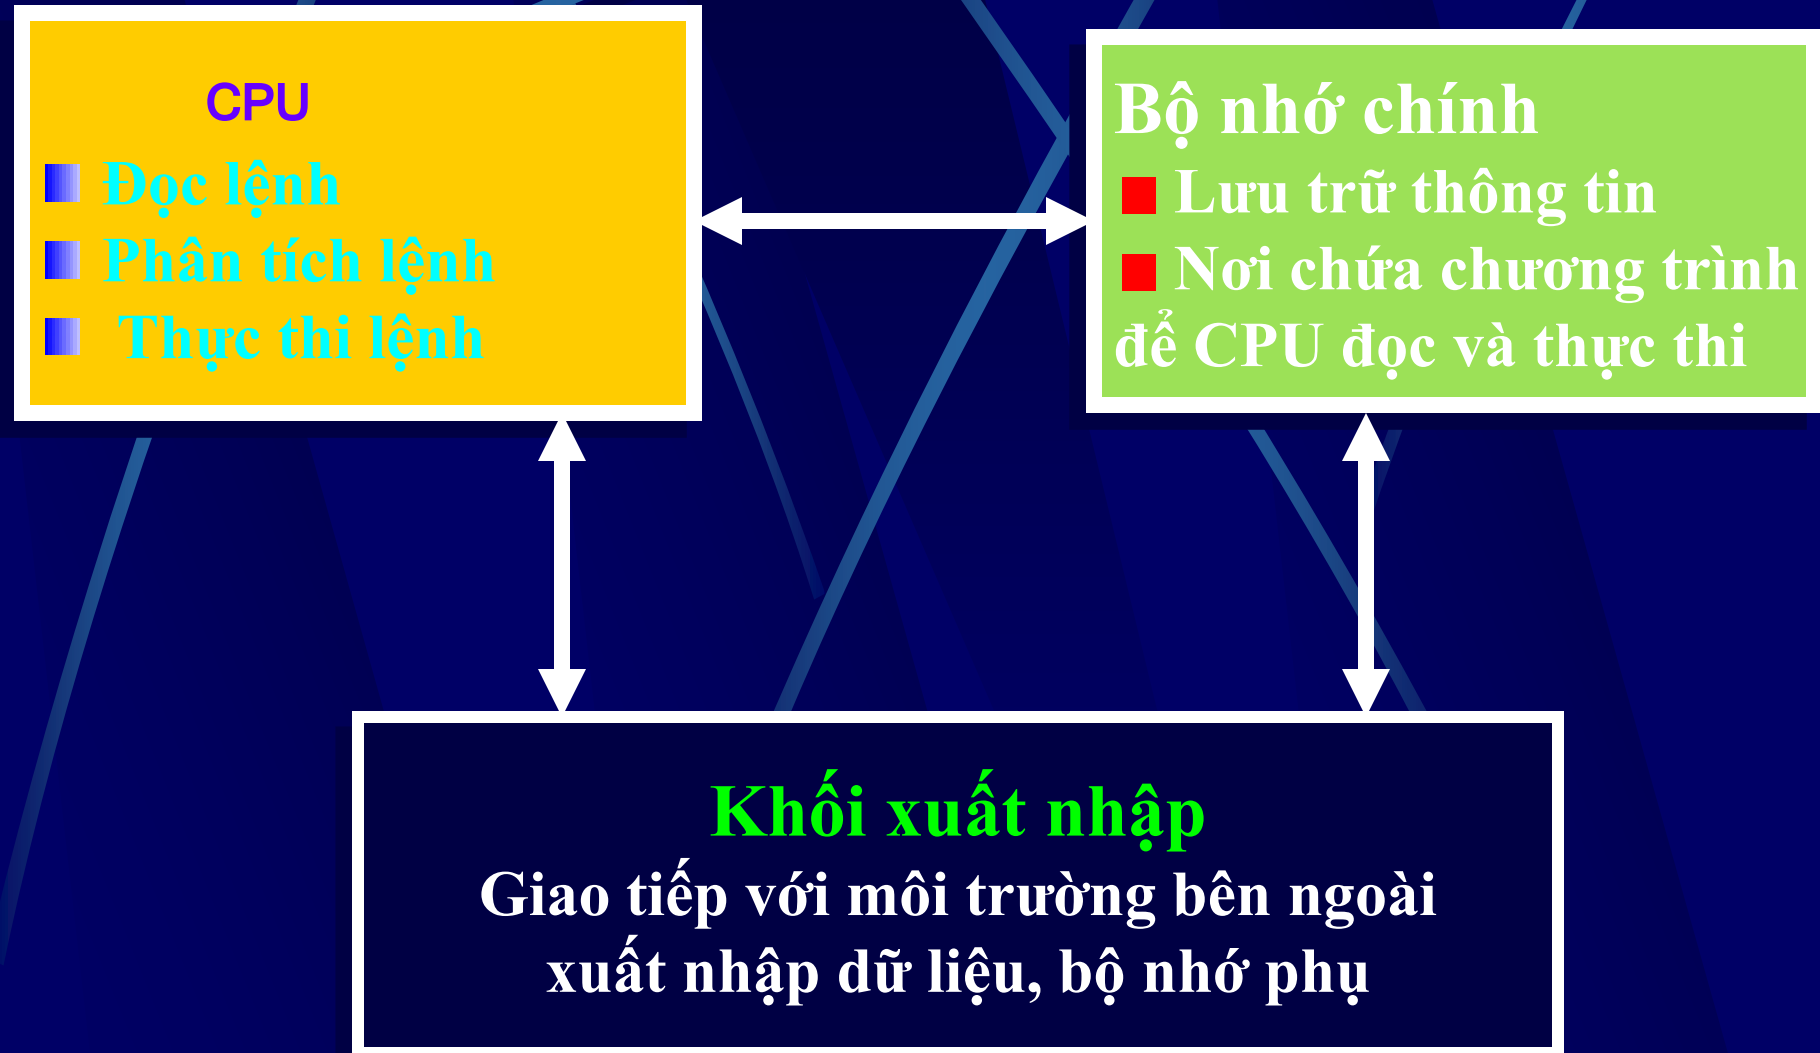 CPU
Đọc lệnh
Phân tích lệnh
Thực thi lệnh
Bộ nhớ chính
Lưu trữ thông tin
Nơi chứa chương trình
để CPU đọc và thực thi
Khối xuất nhập
Giao tiếp với môi trường bên ngoài
xuất nhập dữ liệu, bộ nhớ phụ